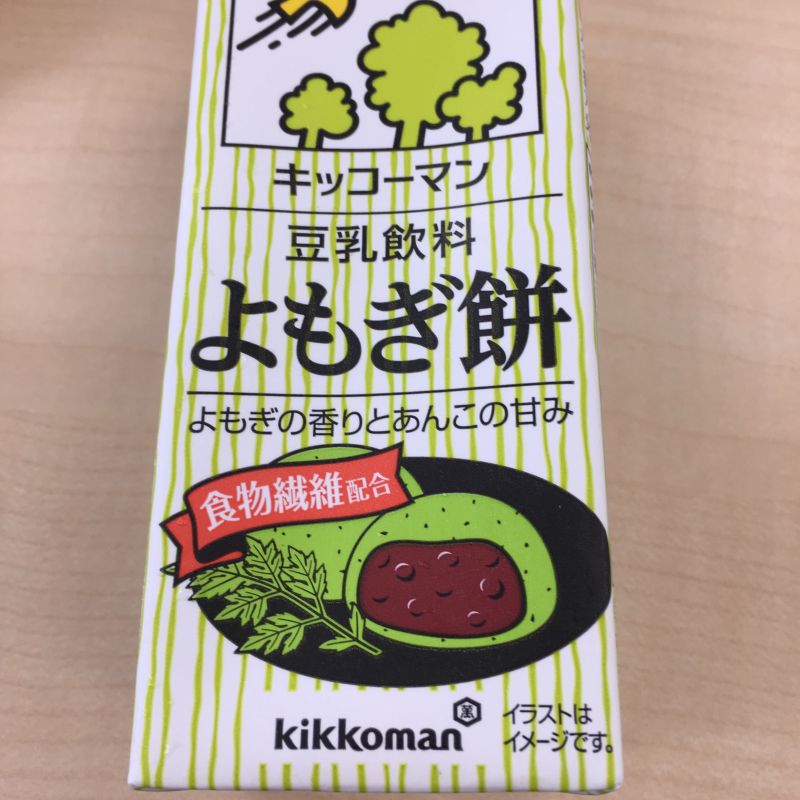 キッコーマン
豆乳飲料
よもぎ餅
よもぎの香りとあんこの甘み
食物繊維配合
kikkoman
萬
イラストは
イメージです。